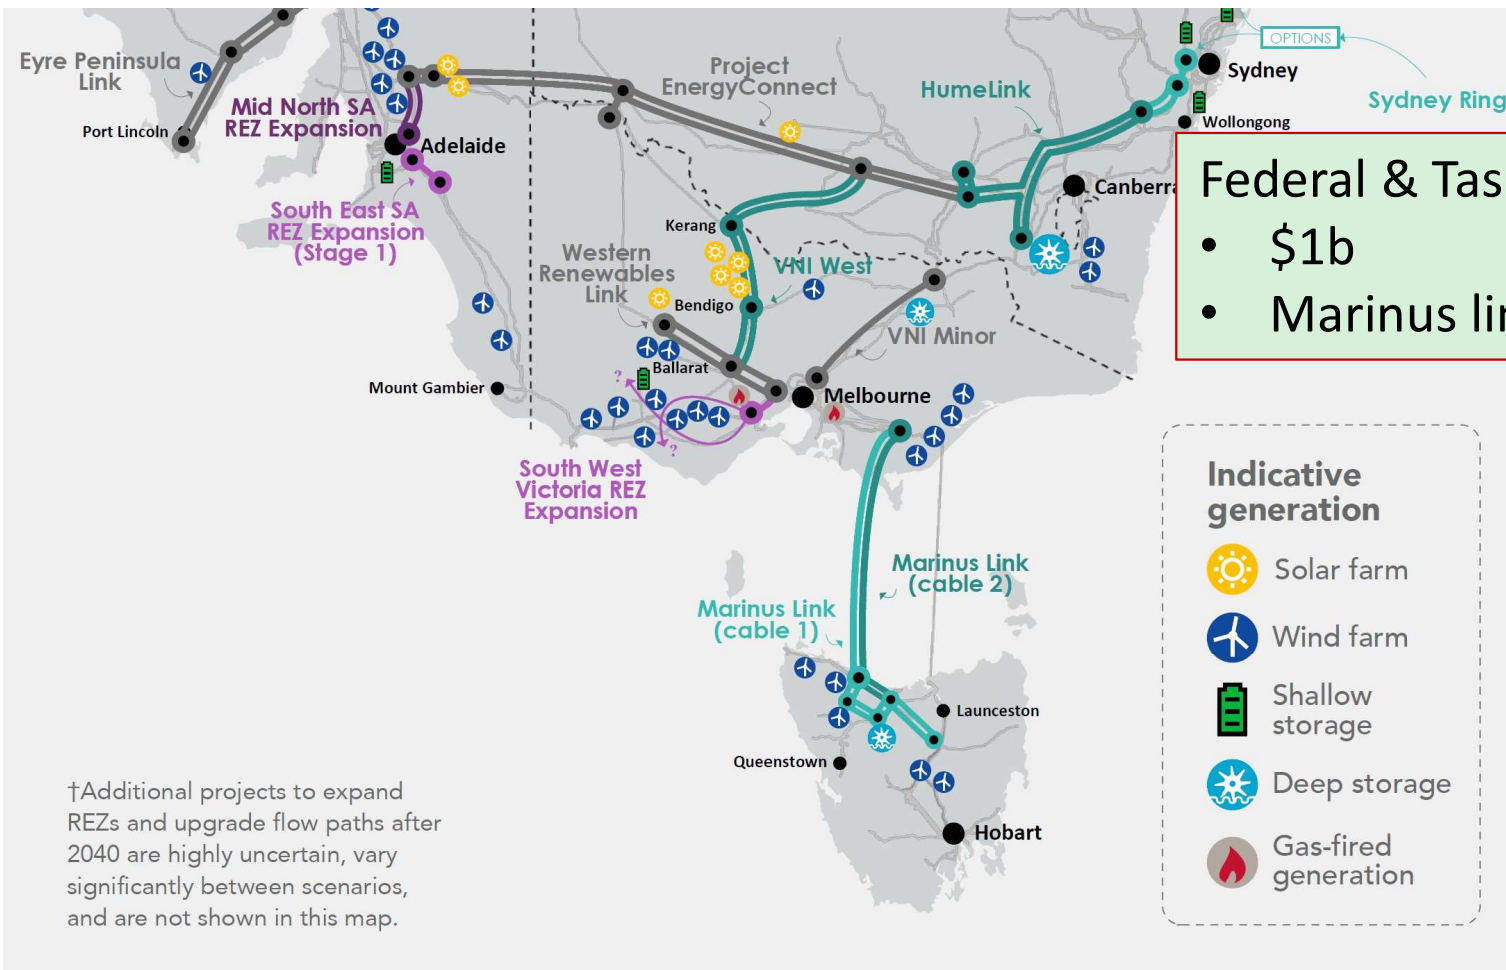 Eyre Peninsula
Link
Port Lincoln
Mid North SA
REZ Expansion
Adelaide
South East SA
REZ Expansion
(Stage 1)
Project
EnergyConnect
HumeLink
OPTIONS
Sydney
Sydney Ring
Wollongong
Canberra
Federal & Tas
• $1b
• Marinus lin
Kerang
Western
Renewables
Link
VNI West
Bendigo
VNI Minor
Ballarat
?
Mount Gambier
Melbourne
?
South West
Victoria REZ
Expansion
Marinus Link
(cable 2)
Marinus Link
(cable 1)
Launceston
Queenstown
Hobart
Indicative
generation
Solar farm
Wind farm
Shallow
storage
Deep storage
Gas-fired
generation
†Additional projects to expand
REZs and upgrade flow paths after
2040 are highly uncertain, vary
significantly between scenarios,
and are not shown in this map.